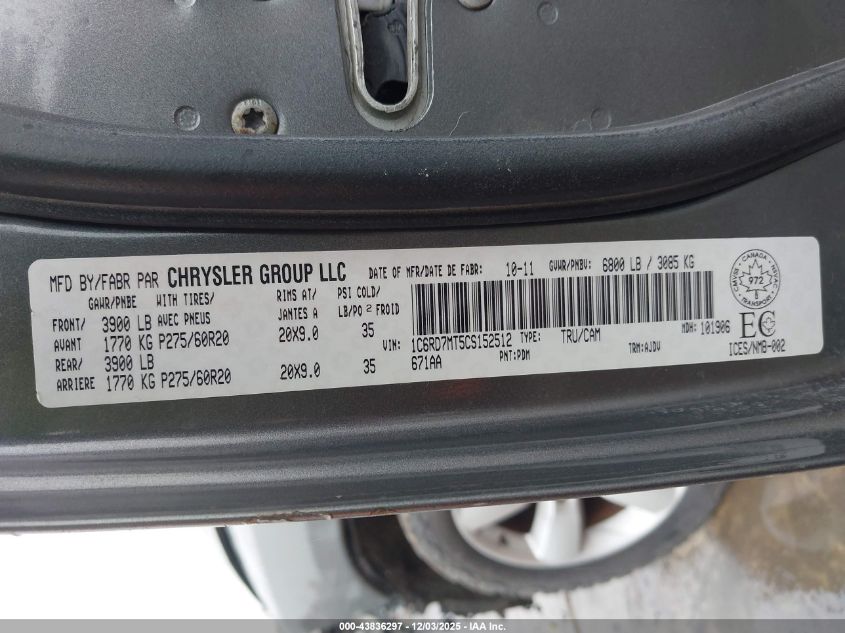 MFD BY/FABR PAR CHRYSLER GROUP LLC DATE OF MFR/DATE DE FABR: 10-11 GVWR/PNBV: 6800 LB / 3085 KG
GAWR/PNBE WITH TIRES/ RIMS AT/ PSI COLD/
AVEC PNEUS JANTES A LB/PO 2 FROID
FRONT/ 3900 LB
AVANT 1770 KG P275/60R20 20X9.0 35
REAR/ 3900 LB
ARRIERE 1770 KG P275/60R20 20X9.0 35
VIN: 1C6RD7MT5CS152512 TYPE: TRU/CAM MDH: 101906
671AA PNT:PDM TRM:AJDV
CANADA
972
TRANSPORT
EC
ICES/NMB-002
000-43836297 - 12/03/2025 - IAA Inc.